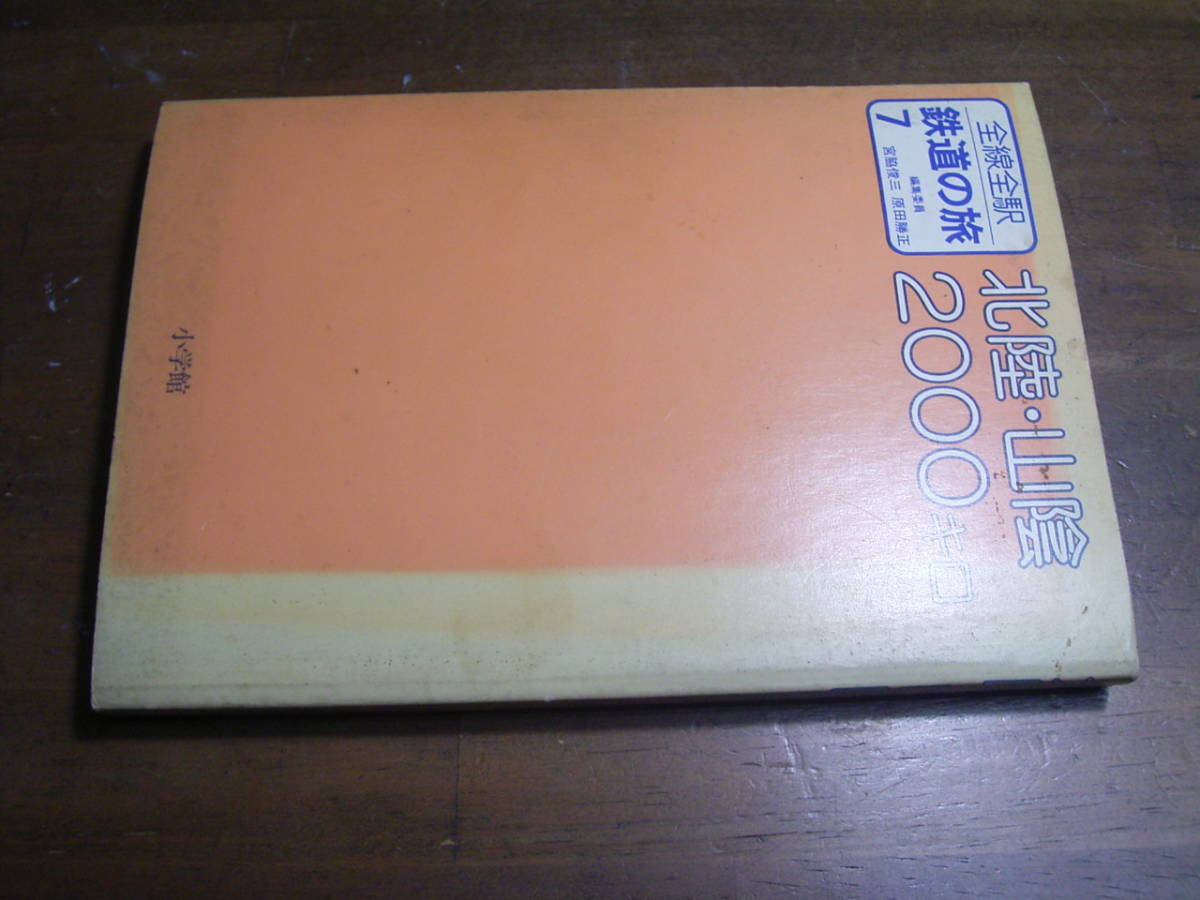 全線全駅
鉄道の旅
7
編集委員
宮脇俊三 原田勝正
北陸・山陰
2000キロ
小学館